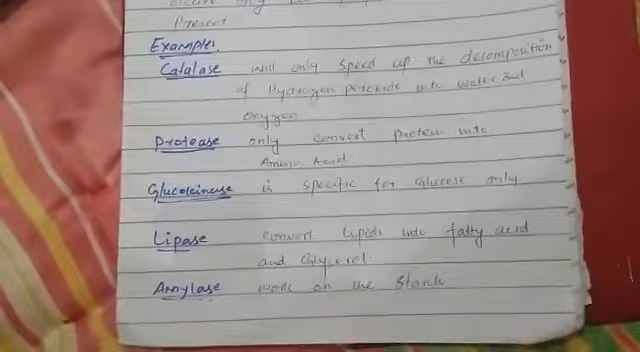 only
Present
Examples.
Catalase will only speed up the decomposition
of Hydrogen peroxide into water and
oxygen
Protease only convert protein into
Amino Acid
is specific for Glucose only
Lipase convert lipids into fatty acid
and Glycerol
Amylase work on the Starch